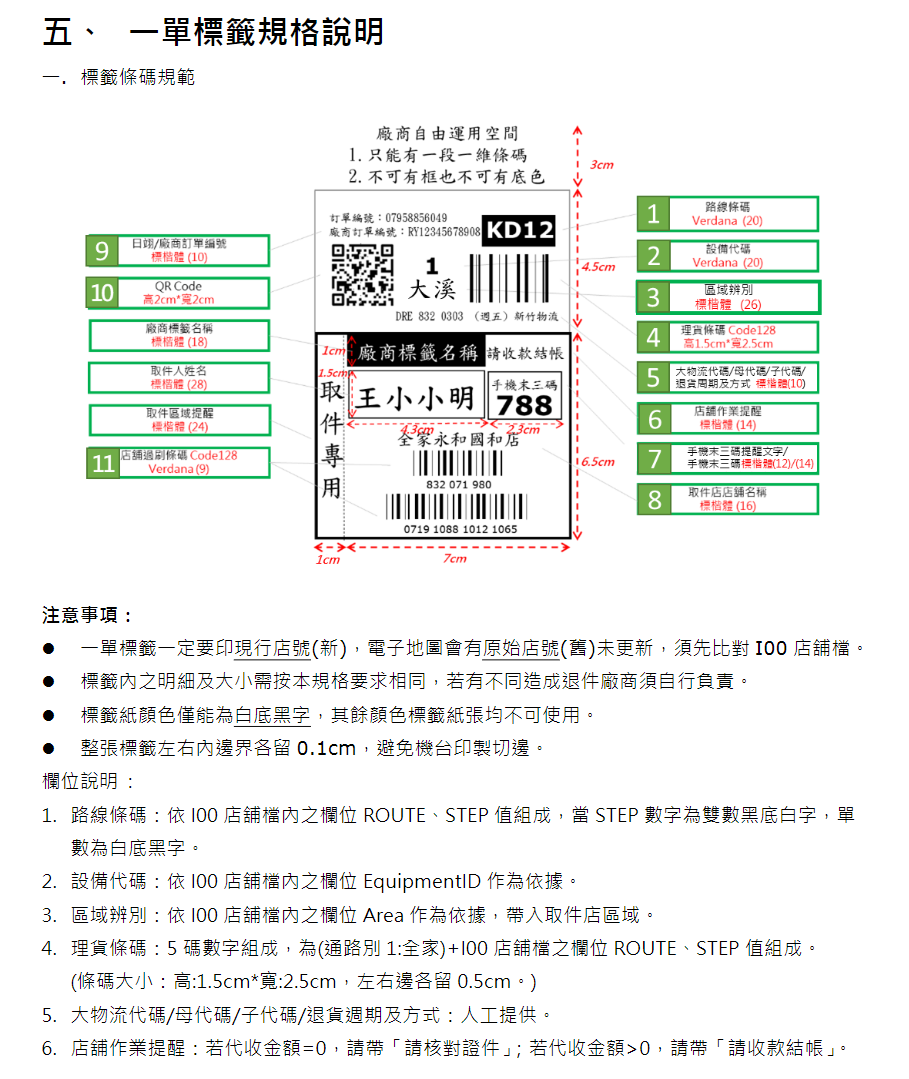 五、 一單標籤規格說明
一. 標籤條碼規範
廠商自由運用空間
1. 只能有一段一維條碼
2. 不可有框也不可有底色
3cm
訂單編號：07958856049
廠商訂單編號：RY12345678908
KD12
1
大溪
DRE 832 0303 (週五) 新竹物流
4.5cm
1cm
廠商標籤名稱
請收款結帳
1.5cm
取件專用
王小小明
手機末三碼
788
4.3cm
2.3cm
全家永和國和店
832 071 980
0719 1088 1012 1065
6.5cm
1cm
7cm
9
日翊/廠商訂單編號
標楷體 (10)
10
QR Code
高2cm*寬2cm
廠商標籤名稱
標楷體 (18)
取件人姓名
標楷體 (28)
取件區域提醒
標楷體 (24)
11
店舖過刷條碼 Code128
Verdana (9)
1
路線條碼
Verdana (20)
2
設備代碼
Verdana (20)
3
區域辨別
標楷體 (26)
4
理貨條碼 Code128
高1.5cm*寬2.5cm
5
大物流代碼/母代碼/子代碼/
退貨周期及方式 標楷體(10)
6
店舖作業提醒
標楷體 (14)
7
手機末三碼提醒文字/
手機末三碼標楷體(12)/(14)
8
取件店店舖名稱
標楷體 (16)
注意事項：
● 一單標籤一定要印現行店號(新)，電子地圖會有原始店號(舊)未更新，須先比對 I00 店舖檔。
● 標籤內之明細及大小需按本規格要求相同，若有不同造成退件廠商須自行負責。
● 標籤紙顏色僅能為白底黑字，其餘顏色標籤紙張均不可使用。
● 整張標籤左右內邊界各留 0.1cm，避免機台印製切邊。
欄位說明：
1. 路線條碼：依 I00 店舖檔內之欄位 ROUTE、STEP 值組成，當 STEP 數字為雙數黑底白字，單
數為白底黑字。
2. 設備代碼：依 I00 店舖檔內之欄位 EquipmentID 作為依據。
3. 區域辨別：依 I00 店舖檔內之欄位 Area 作為依據，帶入取件店區域。
4. 理貨條碼：5 碼數字組成，為(通路別 1:全家)+I00 店舖檔之欄位 ROUTE、STEP 值組成。
(條碼大小：高:1.5cm*寬:2.5cm，左右邊各留 0.5cm。)
5. 大物流代碼/母代碼/子代碼/退貨週期及方式：人工提供。
6. 店舖作業提醒：若代收金額=0，請帶「請核對證件」; 若代收金額>0，請帶「請收款結帳」。